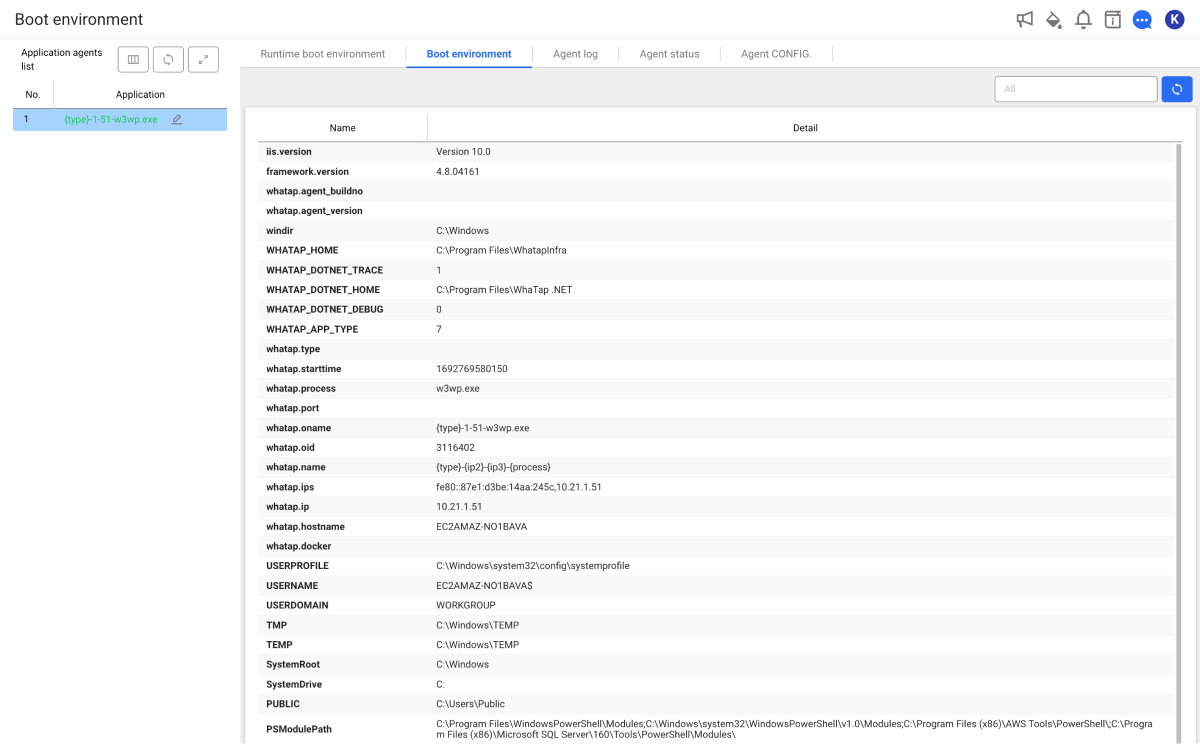 Boot environment
K
Application agents
list
No. Application
1 {type}-1-51-w3wp.exe
Runtime boot environment Boot environment Agent log Agent status Agent CONFIG.
All
Name Detail
iis.version Version 10.0
framework.version 4.8.04161
whatap.agent_buildno
whatap.agent_version
windir C:\Windows
WHATAP_HOME C:\Program Files\WhatapInfra
WHATAP_DOTNET_TRACE 1
WHATAP_DOTNET_HOME C:\Program Files\WhaTap .NET
WHATAP_DOTNET_DEBUG 0
WHATAP_APP_TYPE 7
whatap.type
whatap.starttime 1692769580150
whatap.process w3wp.exe
whatap.port
whatap.oname {type}-1-51-w3wp.exe
whatap.oid 3116402
whatap.name {type}-{ip2}-{ip3}-{process}
whatap.ips fe80::87e1:d3be:14aa:245c,10.21.1.51
whatap.ip 10.21.1.51
whatap.hostname EC2AMAZ-NO1BAVA
whatap.docker
USERPROFILE C:\Windows\system32\config\systemprofile
USERNAME EC2AMAZ-NO1BAVA$
USERDOMAIN WORKGROUP
TMP C:\Windows\TEMP
TEMP C:\Windows\TEMP
SystemRoot C:\Windows
SystemDrive C:
PUBLIC C:\Users\Public
PSModulePath C:\Program Files\WindowsPowerShell\Modules;C:\Windows\system32\WindowsPowerShell\v1.0\Modules;C:\Program Files (x86)\AWS Tools\PowerShell\;C:\Progra
m Files (x86)\Microsoft SQL Server\160\Tools\PowerShell\Modules\